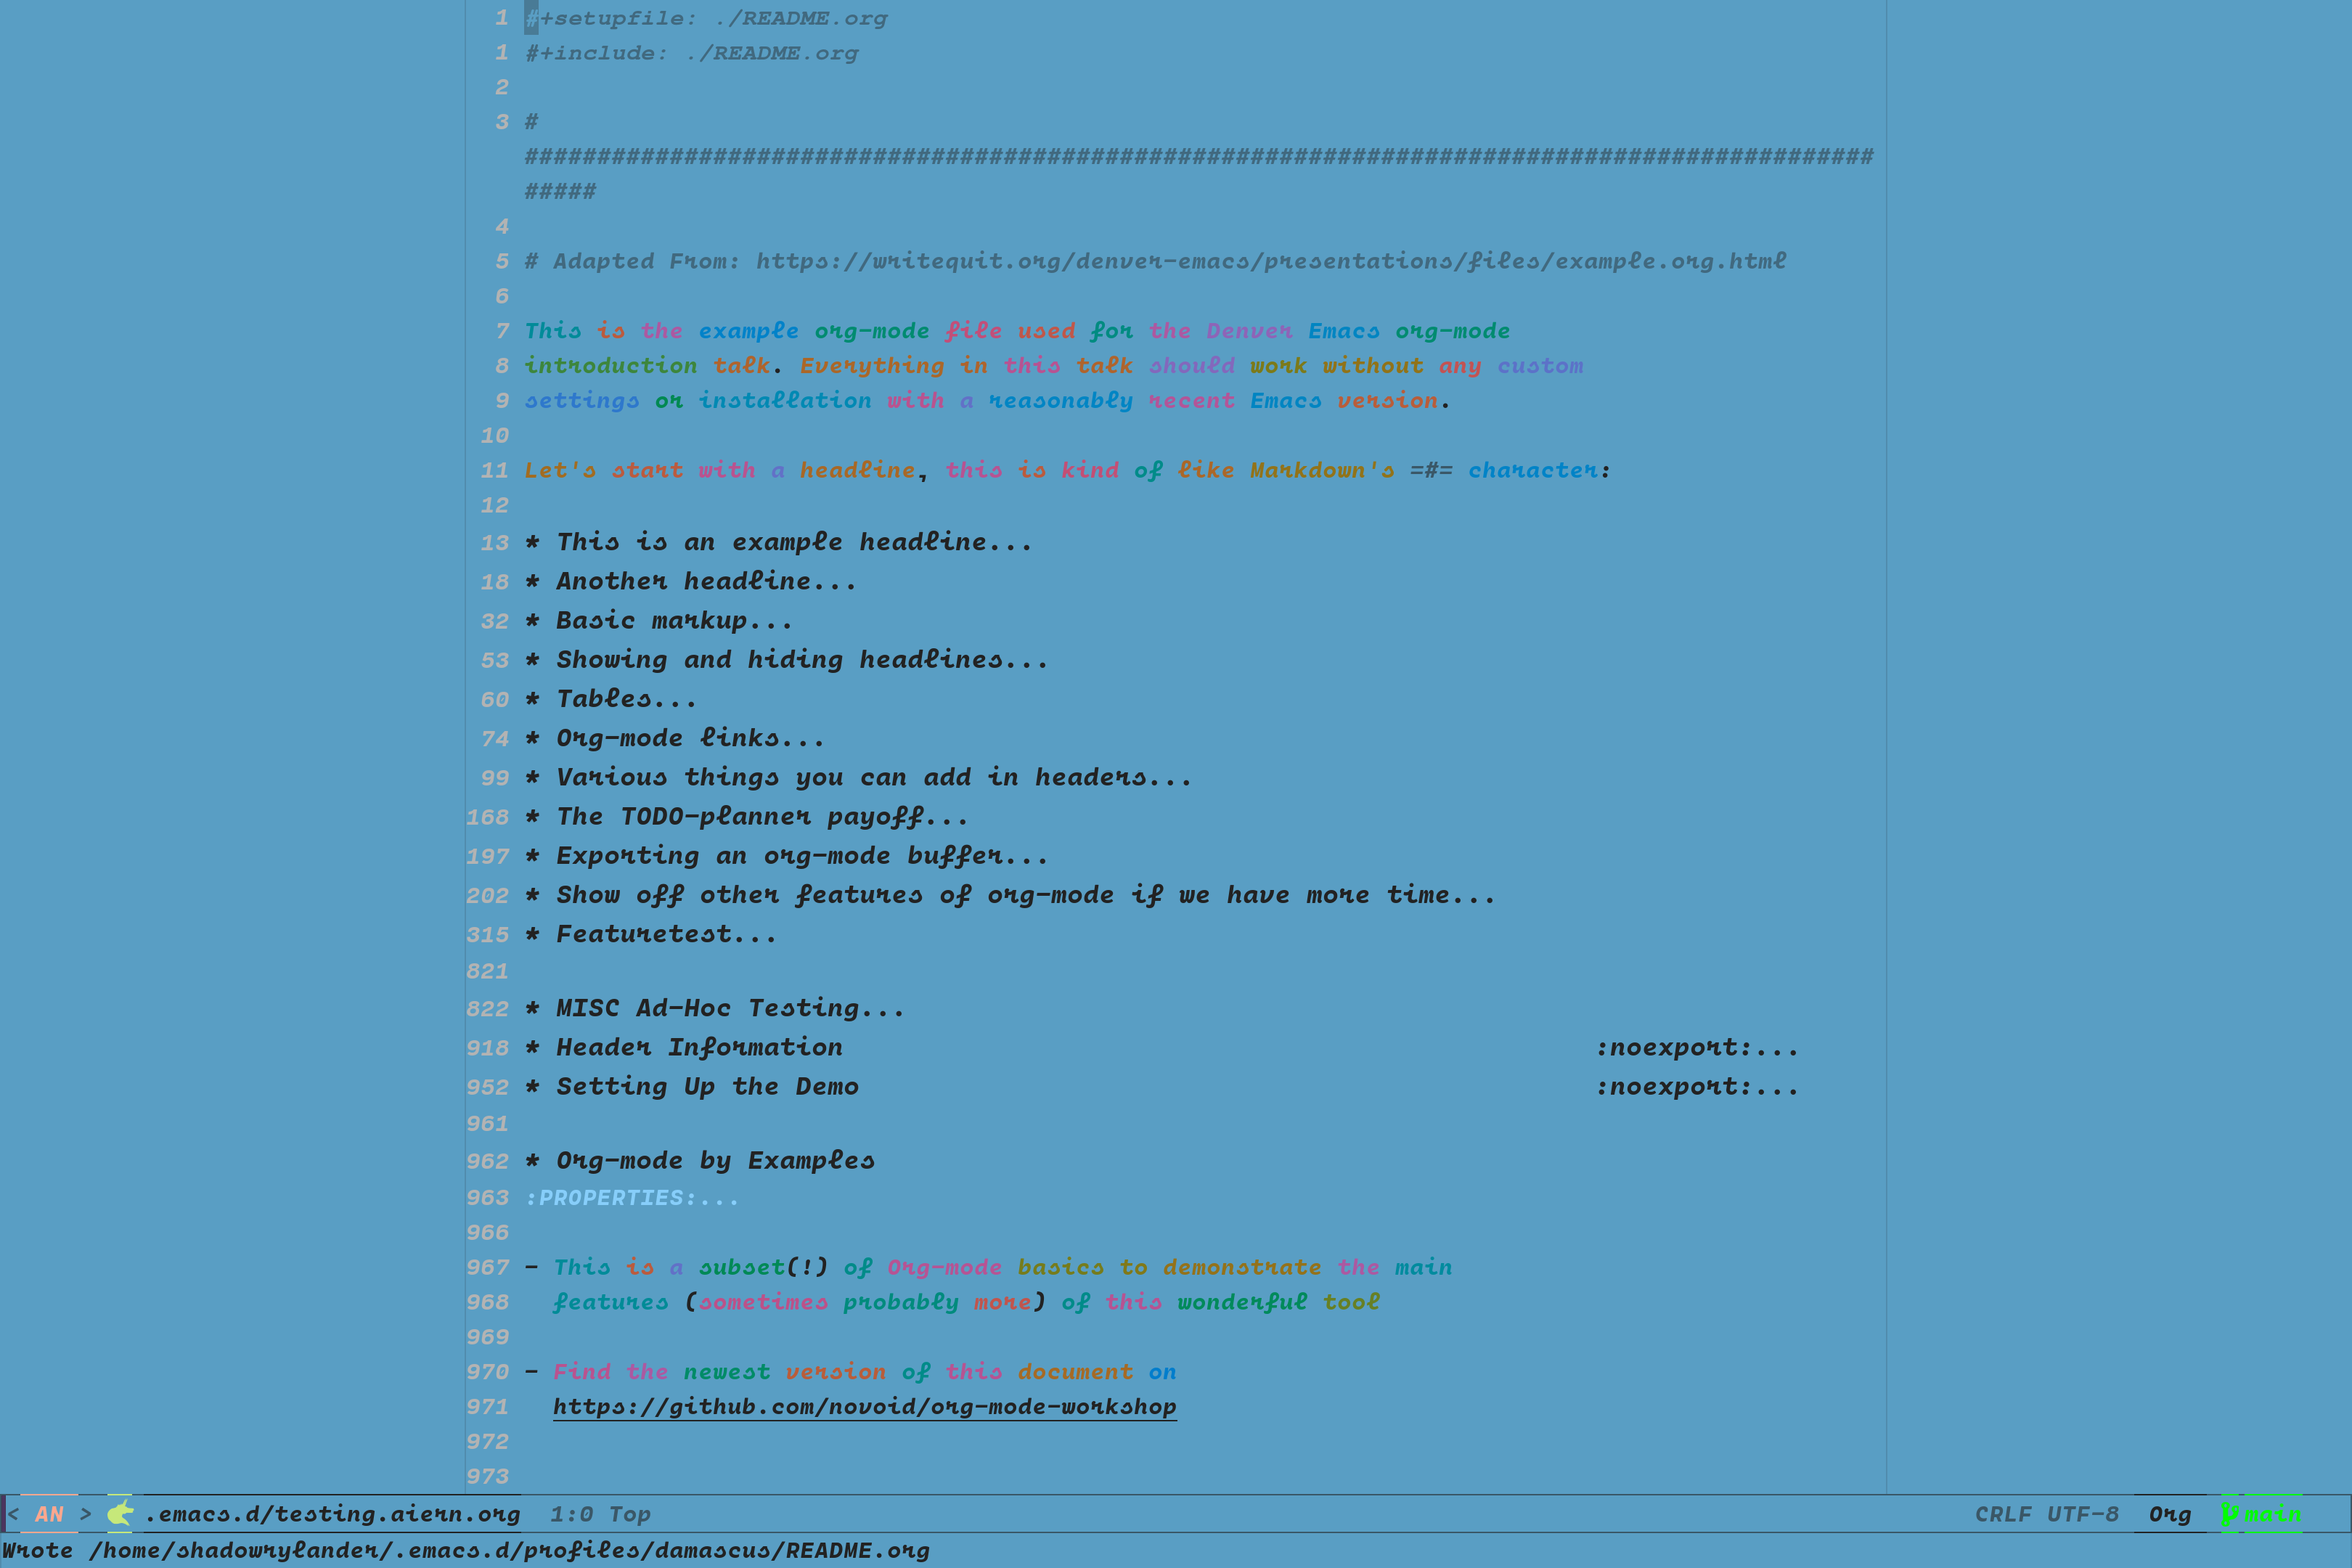 1 #+setupfile: ./README.org
1 #+include: ./README.org
2
3 #
#############################################################################################
#####
4
5 # Adapted From: https://writequit.org/denver-emacs/presentations/files/example.org.html
6
7 This is the example org-mode file used for the Denver Emacs org-mode
8 introduction talk. Everything in this talk should work without any custom
9 settings or installation with a reasonably recent Emacs version.
10
11 Let's start with a headline, this is kind of like Markdown's =#= character:
12
13 * This is an example headline...
18 * Another headline...
32 * Basic markup...
53 * Showing and hiding headlines...
60 * Tables...
74 * Org-mode links...
99 * Various things you can add in headers...
168 * The TODO-planner payoff...
197 * Exporting an org-mode buffer...
202 * Show off other features of org-mode if we have more time...
315 * Featuretest...
821
822 * MISC Ad-Hoc Testing...
918 * Header Information :noexport:...
952 * Setting Up the Demo :noexport:...
961
962 * Org-mode by Examples
963 :PROPERTIES:...
966
967 - This is a subset(!) of Org-mode basics to demonstrate the main
968 features (sometimes probably more) of this wonderful tool
969
970 - Find the newest version of this document on
971 https://github.com/novoid/org-mode-workshop
972
973
< AN > .emacs.d/testing.aiern.org 1:0 Top CRLF UTF-8 Org main
Wrote /home/shadowrylander/.emacs.d/profiles/damascus/README.org